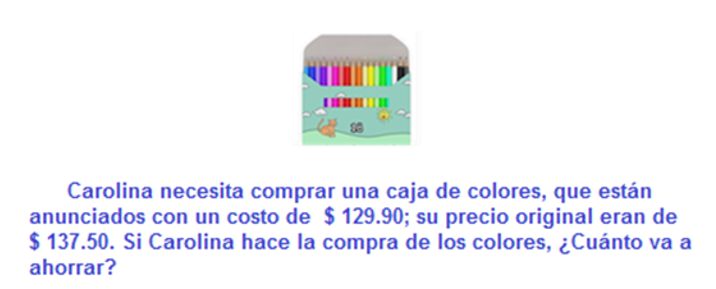 18
Carolina necesita comprar una caja de colores, que están
anunciados con un costo de $ 129.90; su precio original eran de
$ 137.50. Si Carolina hace la compra de los colores, ¿Cuánto va a
ahorrar?